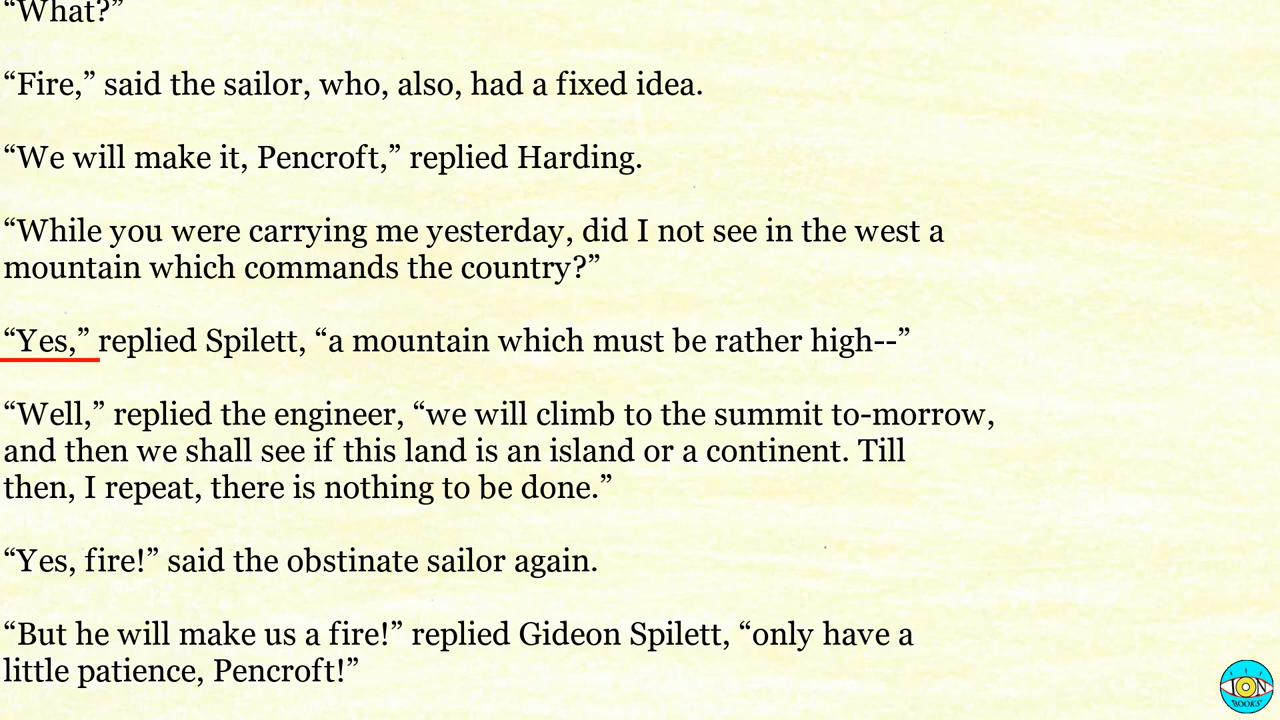 “What?”
“Fire,” said the sailor, who, also, had a fixed idea.
“We will make it, Pencroft,” replied Harding.
“While you were carrying me yesterday, did I not see in the west a
mountain which commands the country?”
“Yes,” replied Spilett, “a mountain which must be rather high--”
“Well,” replied the engineer, “we will climb to the summit to-morrow,
and then we shall see if this land is an island or a continent. Till
then, I repeat, there is nothing to be done.”
“Yes, fire!” said the obstinate sailor again.
“But he will make us a fire!” replied Gideon Spilett, “only have a
little patience, Pencroft!”
ION
BOOKS